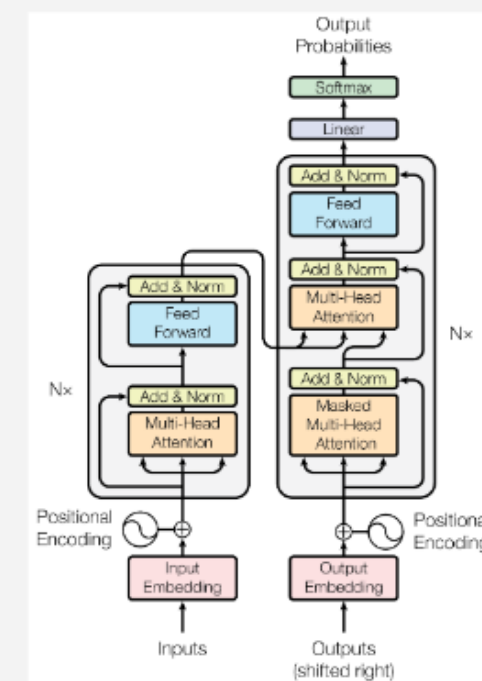 Output
Probabilities
Softmax
Linear
Add & Norm
Feed
Forward
Add & Norm
Multi-Head
Attention
Nx
Add & Norm
Masked
Multi-Head
Attention
Add & Norm
Feed
Forward
Nx
Add & Norm
Multi-Head
Attention
Positional
Encoding
Positional
Encoding
Input
Embedding
Output
Embedding
Inputs
Outputs
(shifted right)